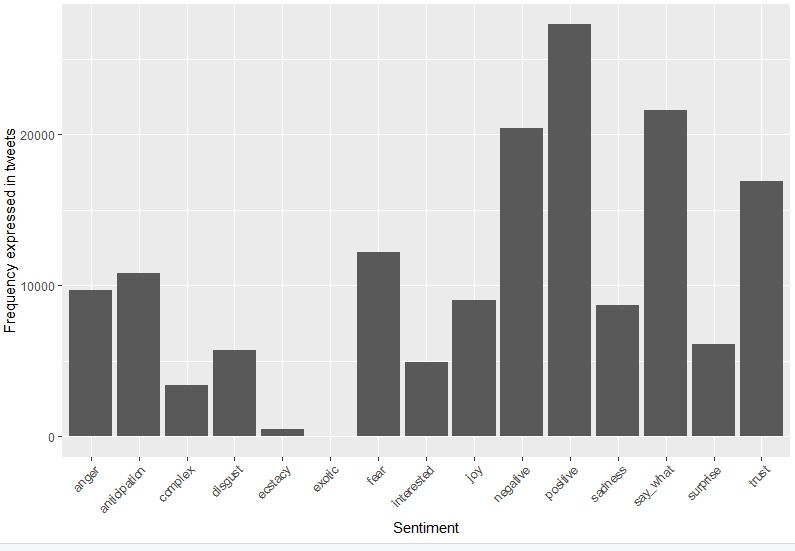 Frequency expressed in tweets
20000
10000
0
anger
anticipation
complex
disgust
ecstacy
exotic
fear
interested
joy
negative
positive
sadness
say_what
surprise
trust
Sentiment